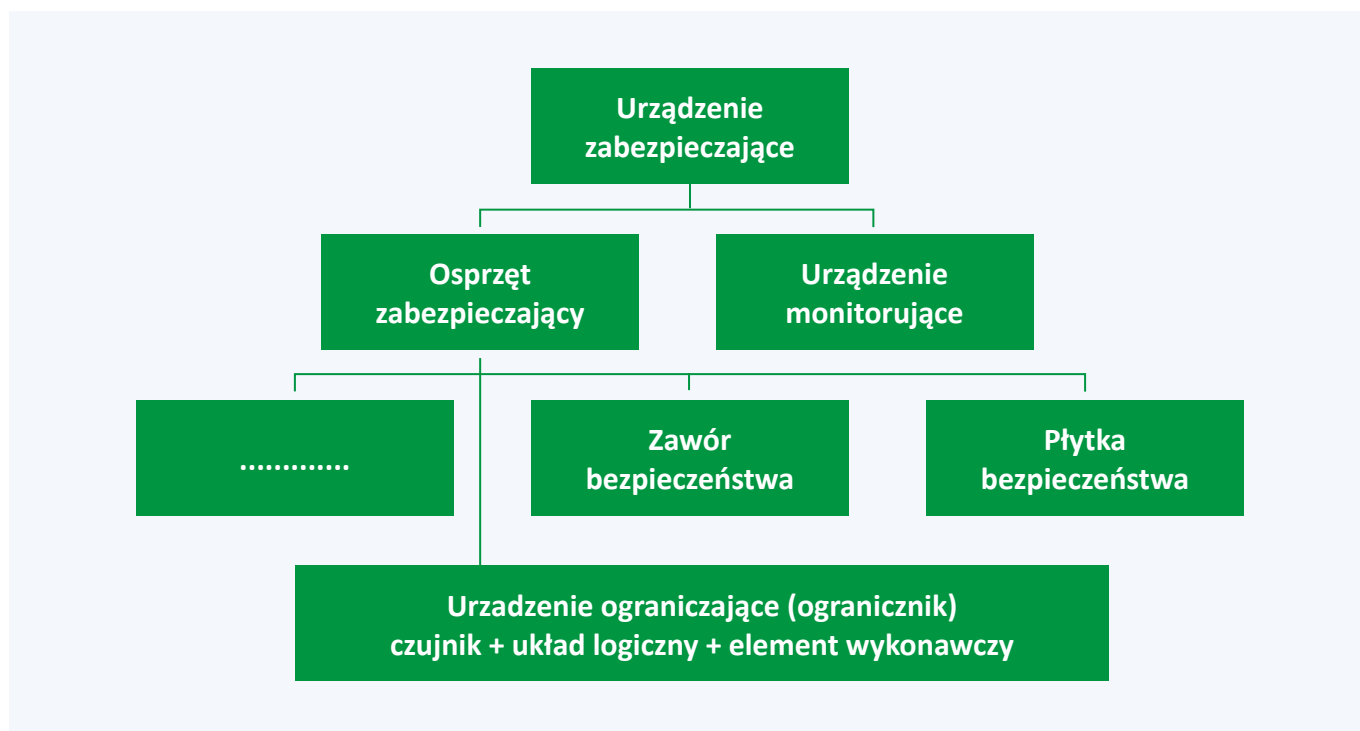 Urządzenie
zabezpieczające
Osprzęt
zabezpieczający
Urządzenie
monitorujące
.............
Zawór
bezpieczeństwa
Płytka
bezpieczeństwa
Urzadzenie ograniczające (ogranicznik)
czujnik + układ logiczny + element wykonawczy